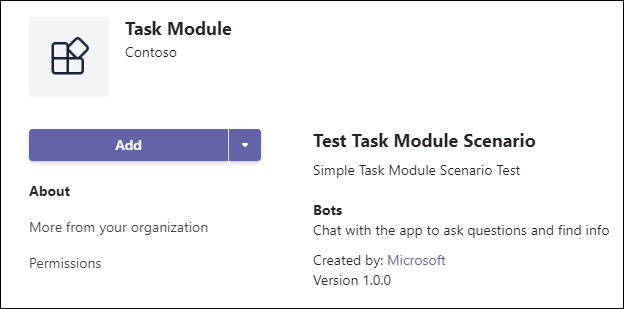 Task Module
Contoso
Add
About
More from your organization
Permissions
Test Task Module Scenario
Simple Task Module Scenario Test
Bots
Chat with the app to ask questions and find info
Created by: Microsoft
Version 1.0.0